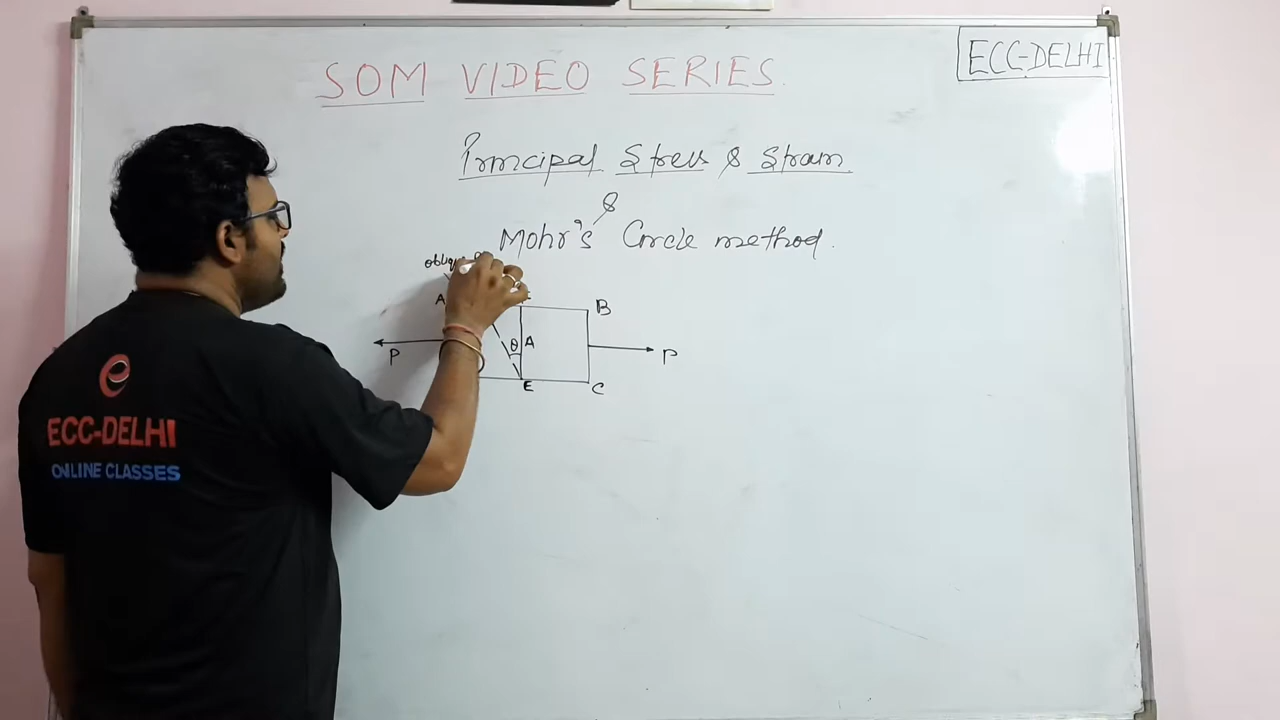 ECC-DELHI
SOM VIDEO SERIES
Principal Stress & Strain
&
Mohr's Circle method.
A
B
P
θ
A
P
E
C
e
ECC-DELHI
ONLINE CLASSES